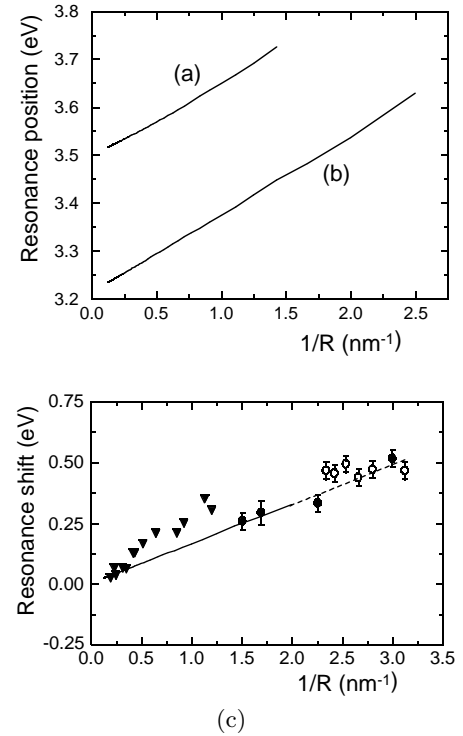 3.8
3.7
3.6
3.5
3.4
3.3
3.2
Resonance position (eV)
(a)
(b)
0.0 0.5 1.0 1.5 2.0 2.5
1/R (nm-1)
0.75
0.50
0.25
0.00
-0.25
Resonance shift (eV)
0.0 0.5 1.0 1.5 2.0 2.5 3.0 3.5
1/R (nm-1)
(c)